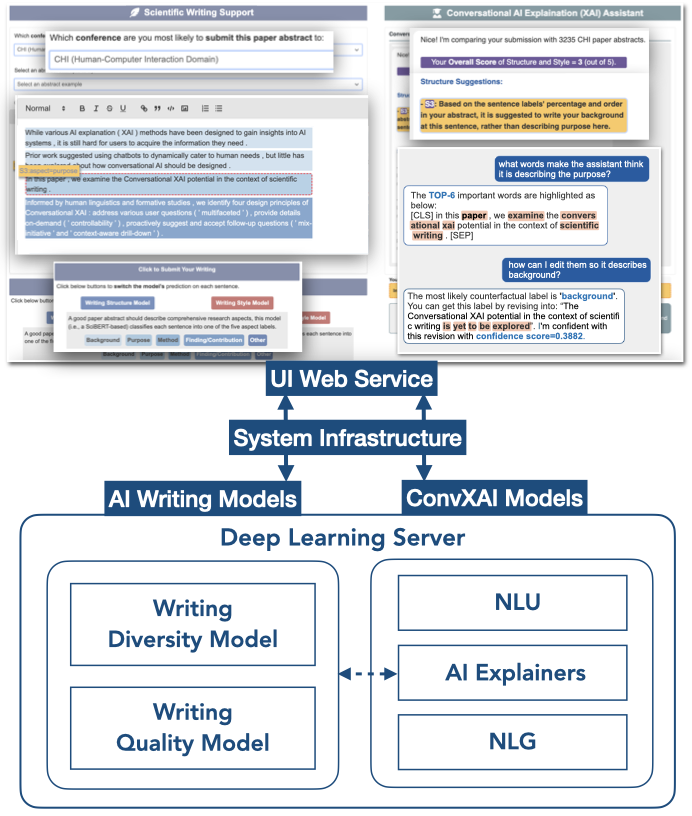 Scientific Writing Support
Which conference are you most likely to submit this paper abstract to:
CHI (Human-Computer Interaction Domain)
Select an abstract example
Normal
While various AI explanation ( XAI ) methods have been designed to gain insights into AI
systems , it is still hard for users to acquire the information they need .
Prior work suggested using chatbots to dynamically cater to human needs , but little has
been explored about how conversational AI should be designed .
S3:aspect=purpose
In this paper , we examine the Conversational XAI potential in the context of scientific
writing .
Informed by human linguistics and formative studies , we identify four design principles of
Conversational XAI : address various user questions ( ' multifaceted ' ) , provide details
on-demand ( ' controllability ' ) , proactively suggest and accept follow-up questions ( ' mix-
initiative ' and ' context-aware drill-down ' ) .
Click to Submit Your Writing
Click below buttons to switch the model's prediction on each sentence.
Writing Structure Model
Writing Style Model
A good paper abstract should describe comprehensive research aspects, this model
(i.e., a SciBERT-based) classifies each sentence into one of the five aspect labels.
Background
Purpose
Method
Finding/Contribution
Other
Conversational AI Explaination (XAI) Assistant
Nice! I'm comparing your submission with 3235 CHI paper abstracts.
Your Overall Score of Structure and Style = 3 (out of 5).
Structure Suggestions:
- S3: Based on the sentence labels' percentage and order
in your abstract, it is suggested to write your background
at this sentence, rather than describing purpose here.
what words make the assistant think
it is describing the purpose?
The TOP-6 important words are highlighted as
below:
[CLS] in this paper , we examine the convers
ational xai potential in the context of scientific
writing . [SEP]
how can I edit them so it describes
background?
The most likely counterfactual label is 'background'.
You can get this label by revising into: "The
Conversational XAI potential in the context of scientifi
c writing is yet to be explored". I'm confident with
this revision with confidence score=0.3882.
UI Web Service
System Infrastructure
AI Writing Models
ConvXAI Models
Deep Learning Server
Writing
Diversity Model
Writing
Quality Model
NLU
AI Explainers
NLG